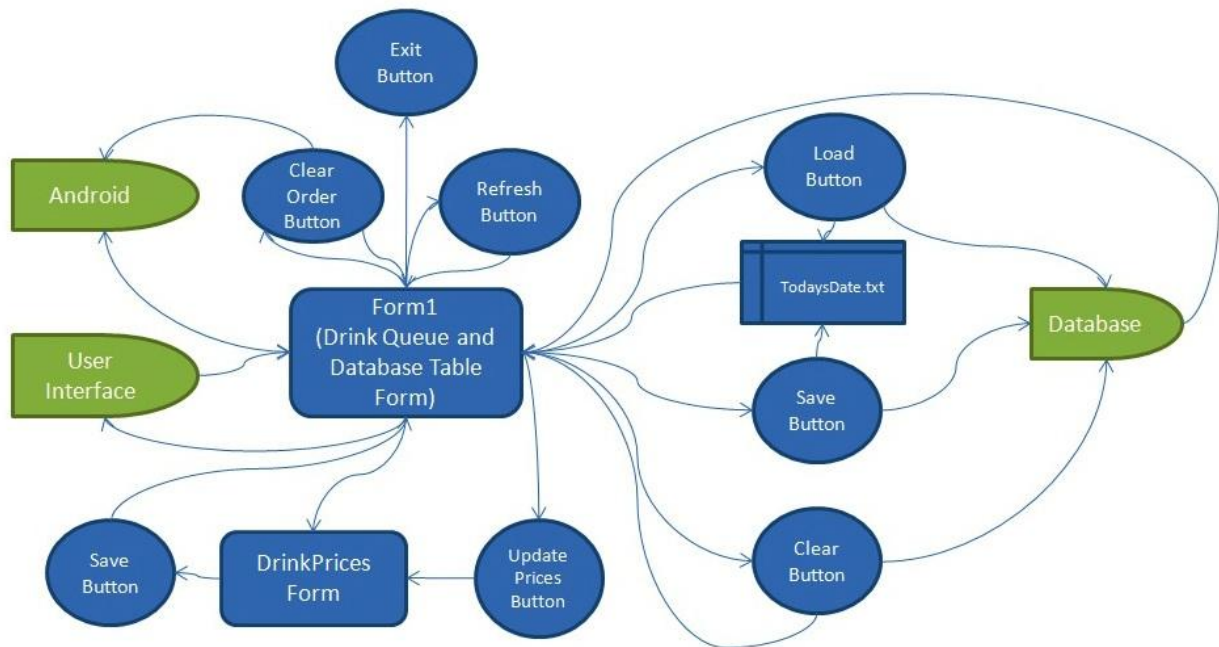 Exit
Button
Android
Clear
Order
Button
Refresh
Button
Load
Button
TodaysDate.txt
Form1
(Drink Queue and
Database Table
Form)
Database
User
Interface
Save
Button
Save
Button
DrinkPrices
Form
Update
Prices
Button
Clear
Button